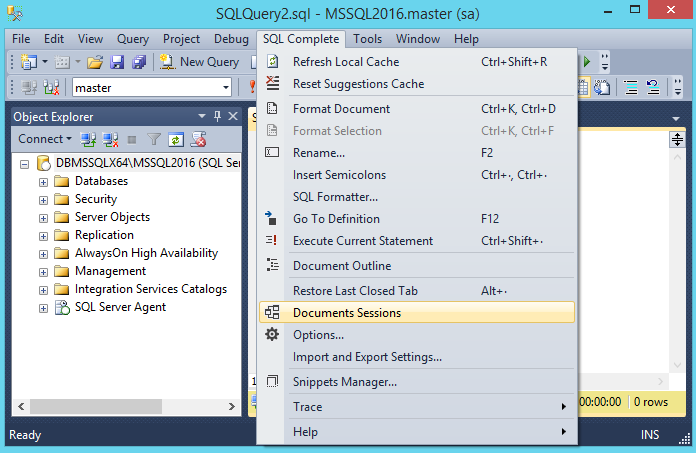 SQLQuery2.sql - MSSQL2016.master (sa)
File Edit View Query Project Debug SQL Complete Tools Window Help
New Query
master
Object Explorer
Connect
DBMSSQLX64\MSSQL2016 (SQL Se
Databases
Security
Server Objects
Replication
AlwaysOn High Availability
Management
Integration Services Catalogs
SQL Server Agent
Refresh Local Cache Ctrl+Shift+R
Reset Suggestions Cache
Format Document Ctrl+K, Ctrl+D
Format Selection Ctrl+K, Ctrl+F
Rename... F2
Insert Semicolons Ctrl+·, Ctrl+·
SQL Formatter...
Go To Definition F12
Execute Current Statement Ctrl+Shift+·
Document Outline
Restore Last Closed Tab Alt+·
Documents Sessions
Options...
Import and Export Settings...
Snippets Manager...
Trace
Help
00:00:00 0 rows
Ready INS